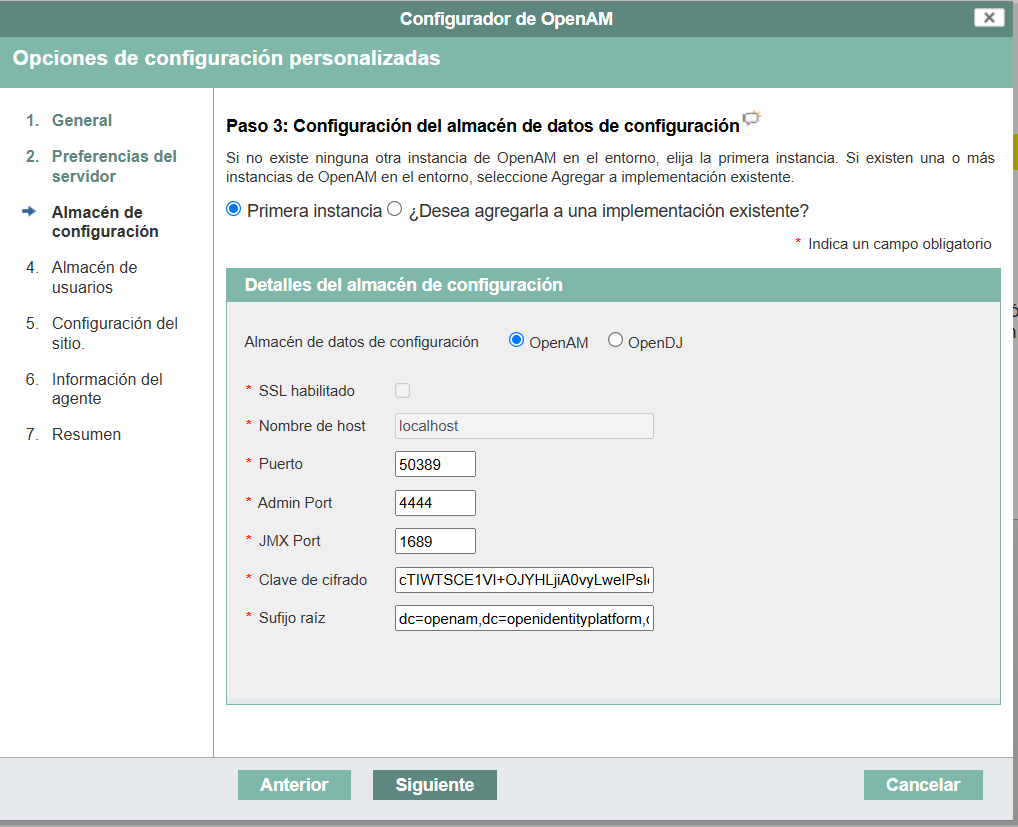 Configurador de OpenAM
Opciones de configuración personalizadas
1. General
2. Preferencias del
servidor
Almacén de
configuración
4. Almacén de
usuarios
5. Configuración del
sitio.
6. Información del
agente
7. Resumen
Paso 3: Configuración del almacén de datos de configuración
Si no existe ninguna otra instancia de OpenAM en el entorno, elija la primera instancia. Si existen una o más
instancias de OpenAM en el entorno, seleccione Agregar a implementación existente.
Primera instancia ¿Desea agregarla a una implementación existente?
* Indica un campo obligatorio
Detalles del almacén de configuración
Almacén de datos de configuración OpenAM OpenDJ
* SSL habilitado
* Nombre de host localhost
* Puerto 50389
* Admin Port 4444
* JMX Port 1689
* Clave de cifrado
* Sufijo raíz dc=openam,dc=openidentityplatform,
Anterior Siguiente Cancelar